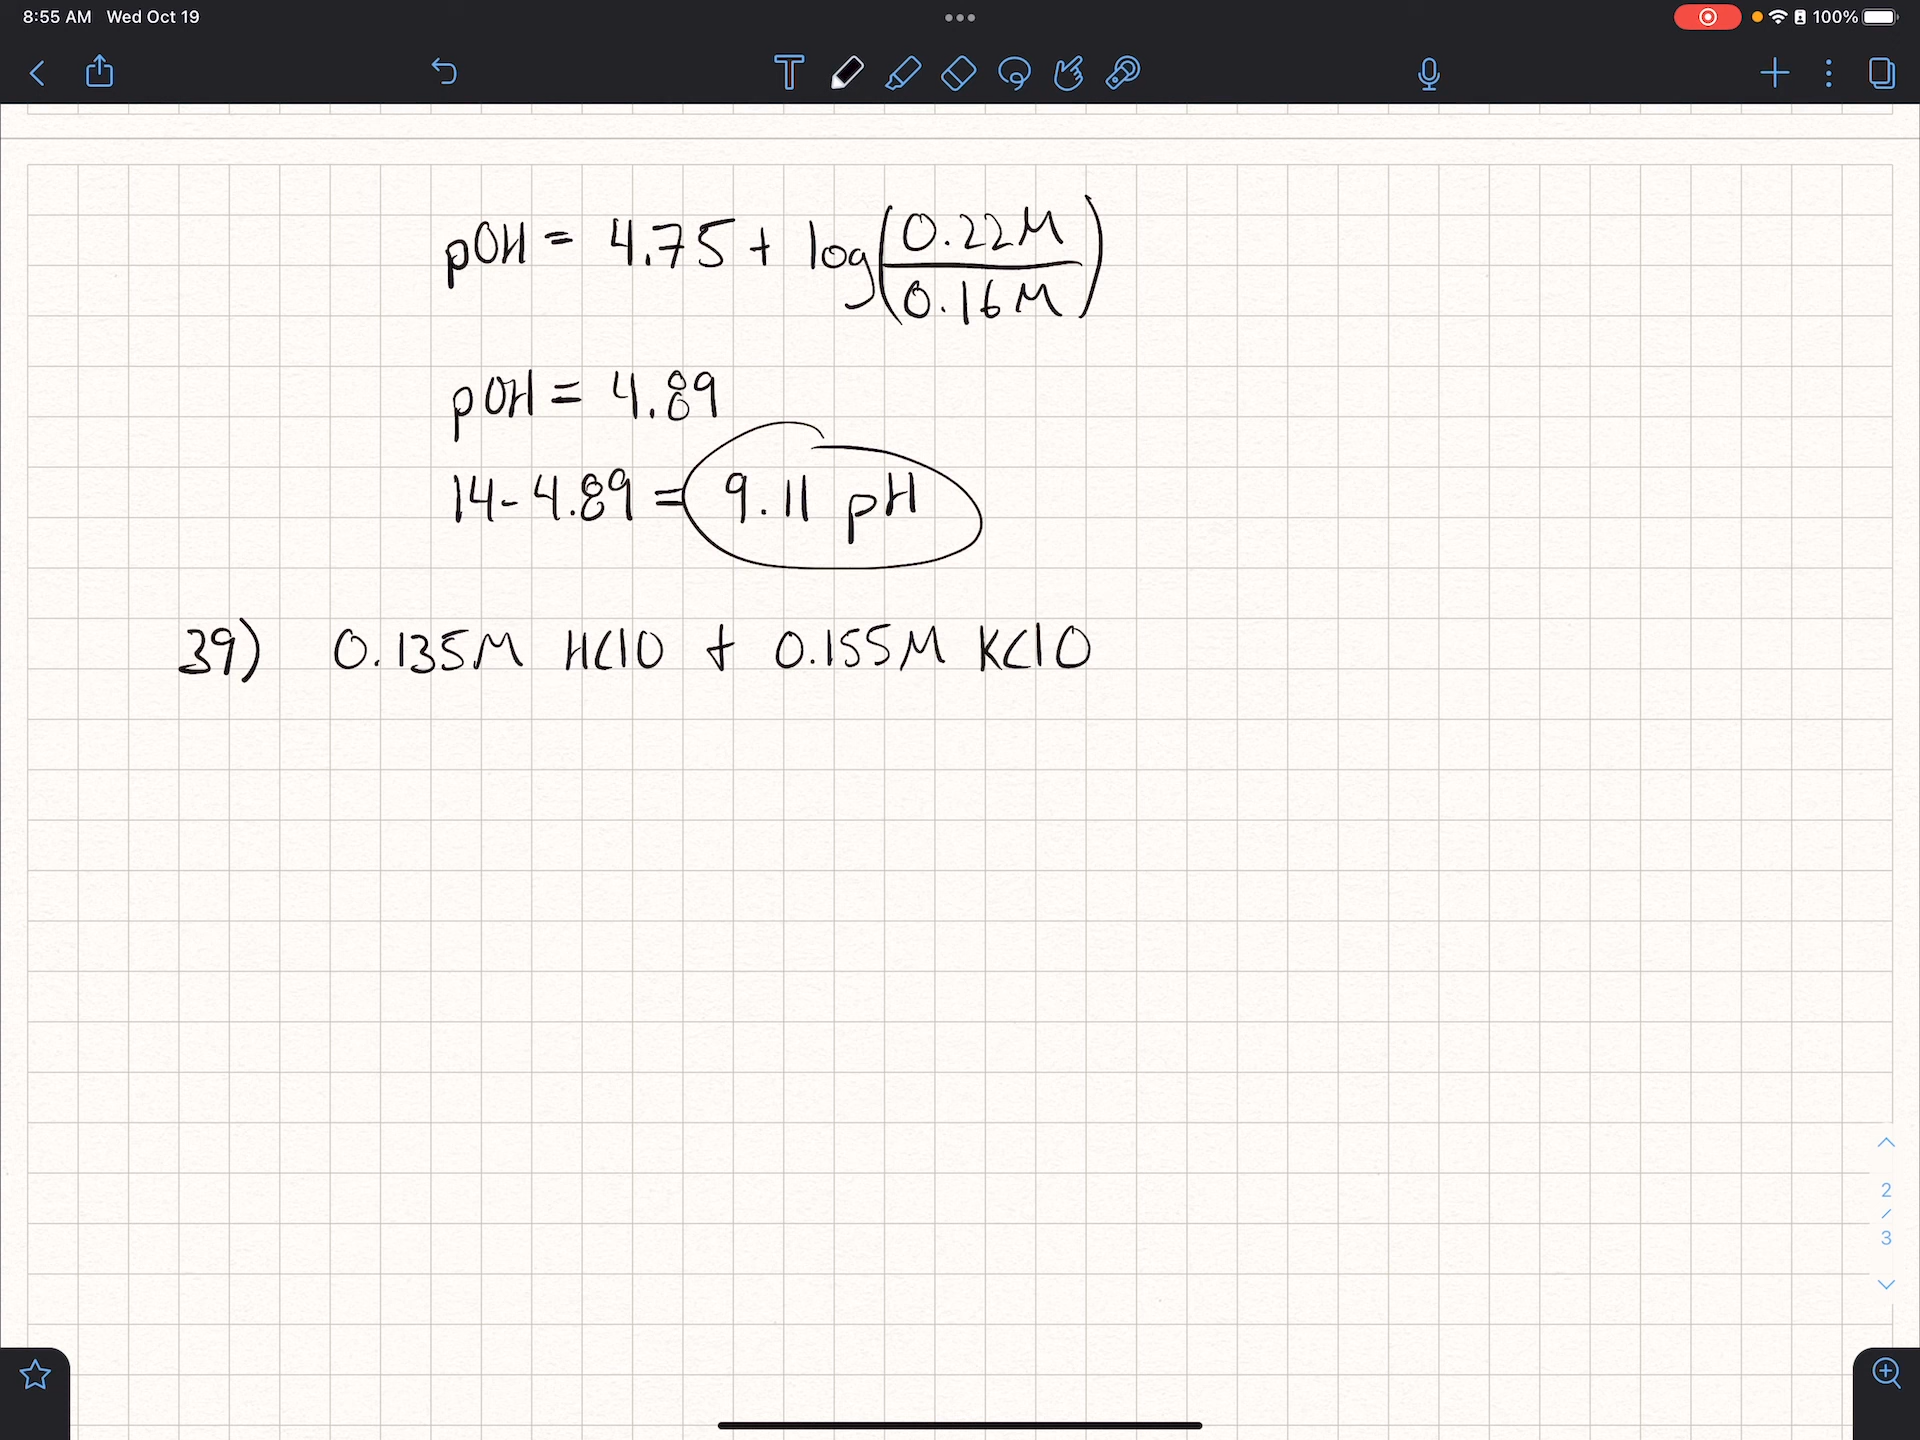 8:55 AM Wed Oct 19
100%
pOH = 4.75 + log(0.22M/0.16M)
pOH = 4.89
14-4.89 = 9.11 pH
39) 0.135M HClO + 0.155M KClO
2
/
3